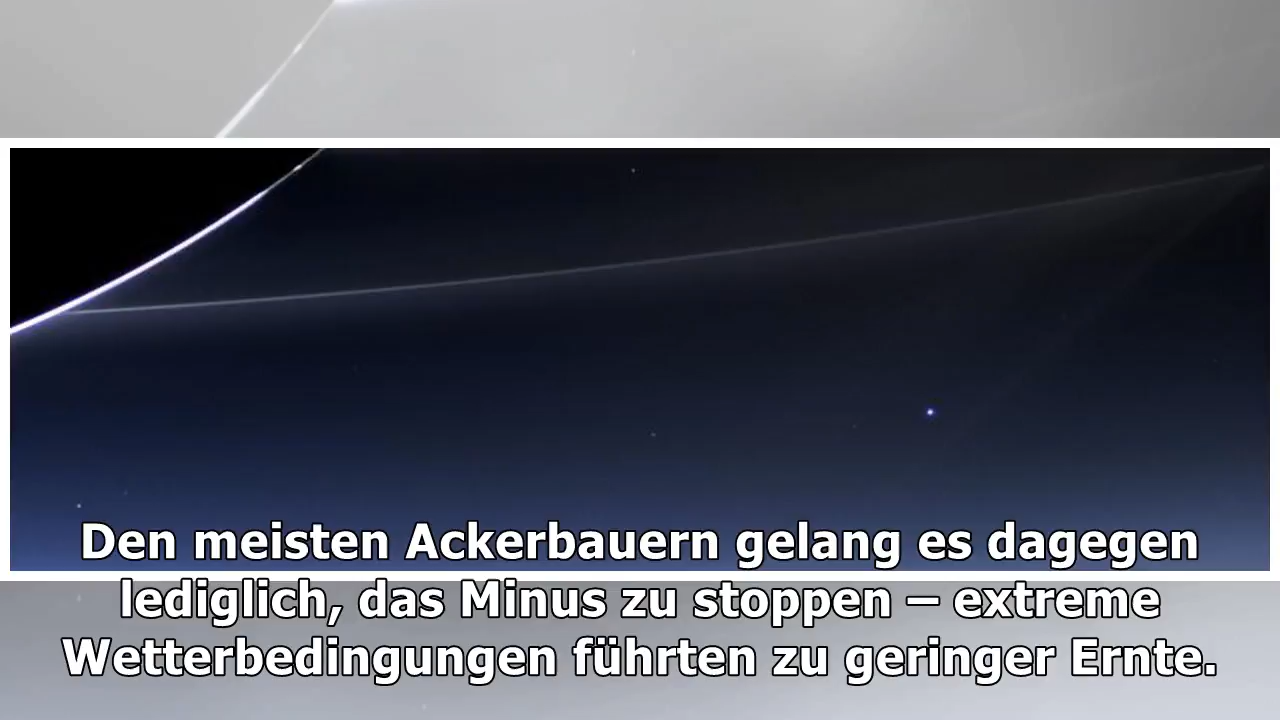 Den meisten Ackerbauern gelang es dagegen
lediglich, das Minus zu stoppen – extreme
Wetterbedingungen führten zu geringer Ernte.